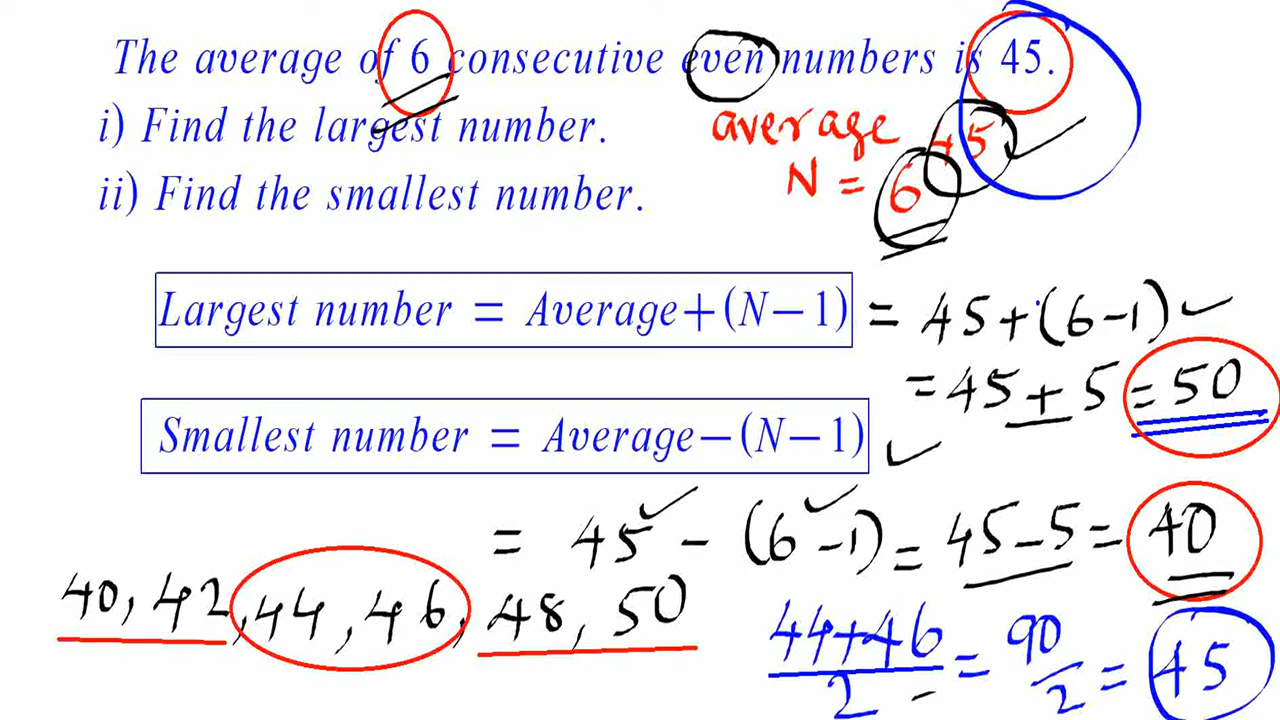 The average of 6 consecutive even numbers is 45.
i) Find the largest number.
average 45
ii) Find the smallest number.
N = 6
Largest number = Average+(N−1) = 45+(6−1)
= 45 + 5 = 50
Smallest number = Average−(N−1)
= 45 − (6−1) = 45−5 = 40
40, 42, 44, 46, 48, 50
44+46/2 = 90/2 = 45